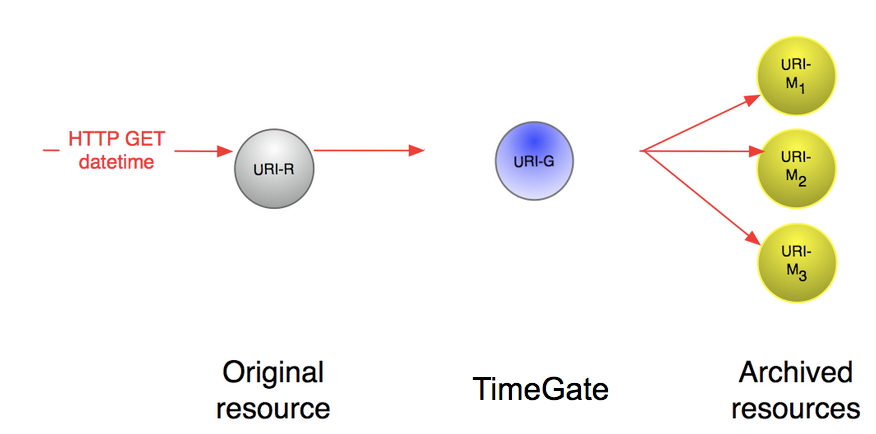 HTTP GET
datetime
URI-R
URI-G
URI-
M1
URI-
M2
URI-
M3
Original
resource
TimeGate
Archived
resources